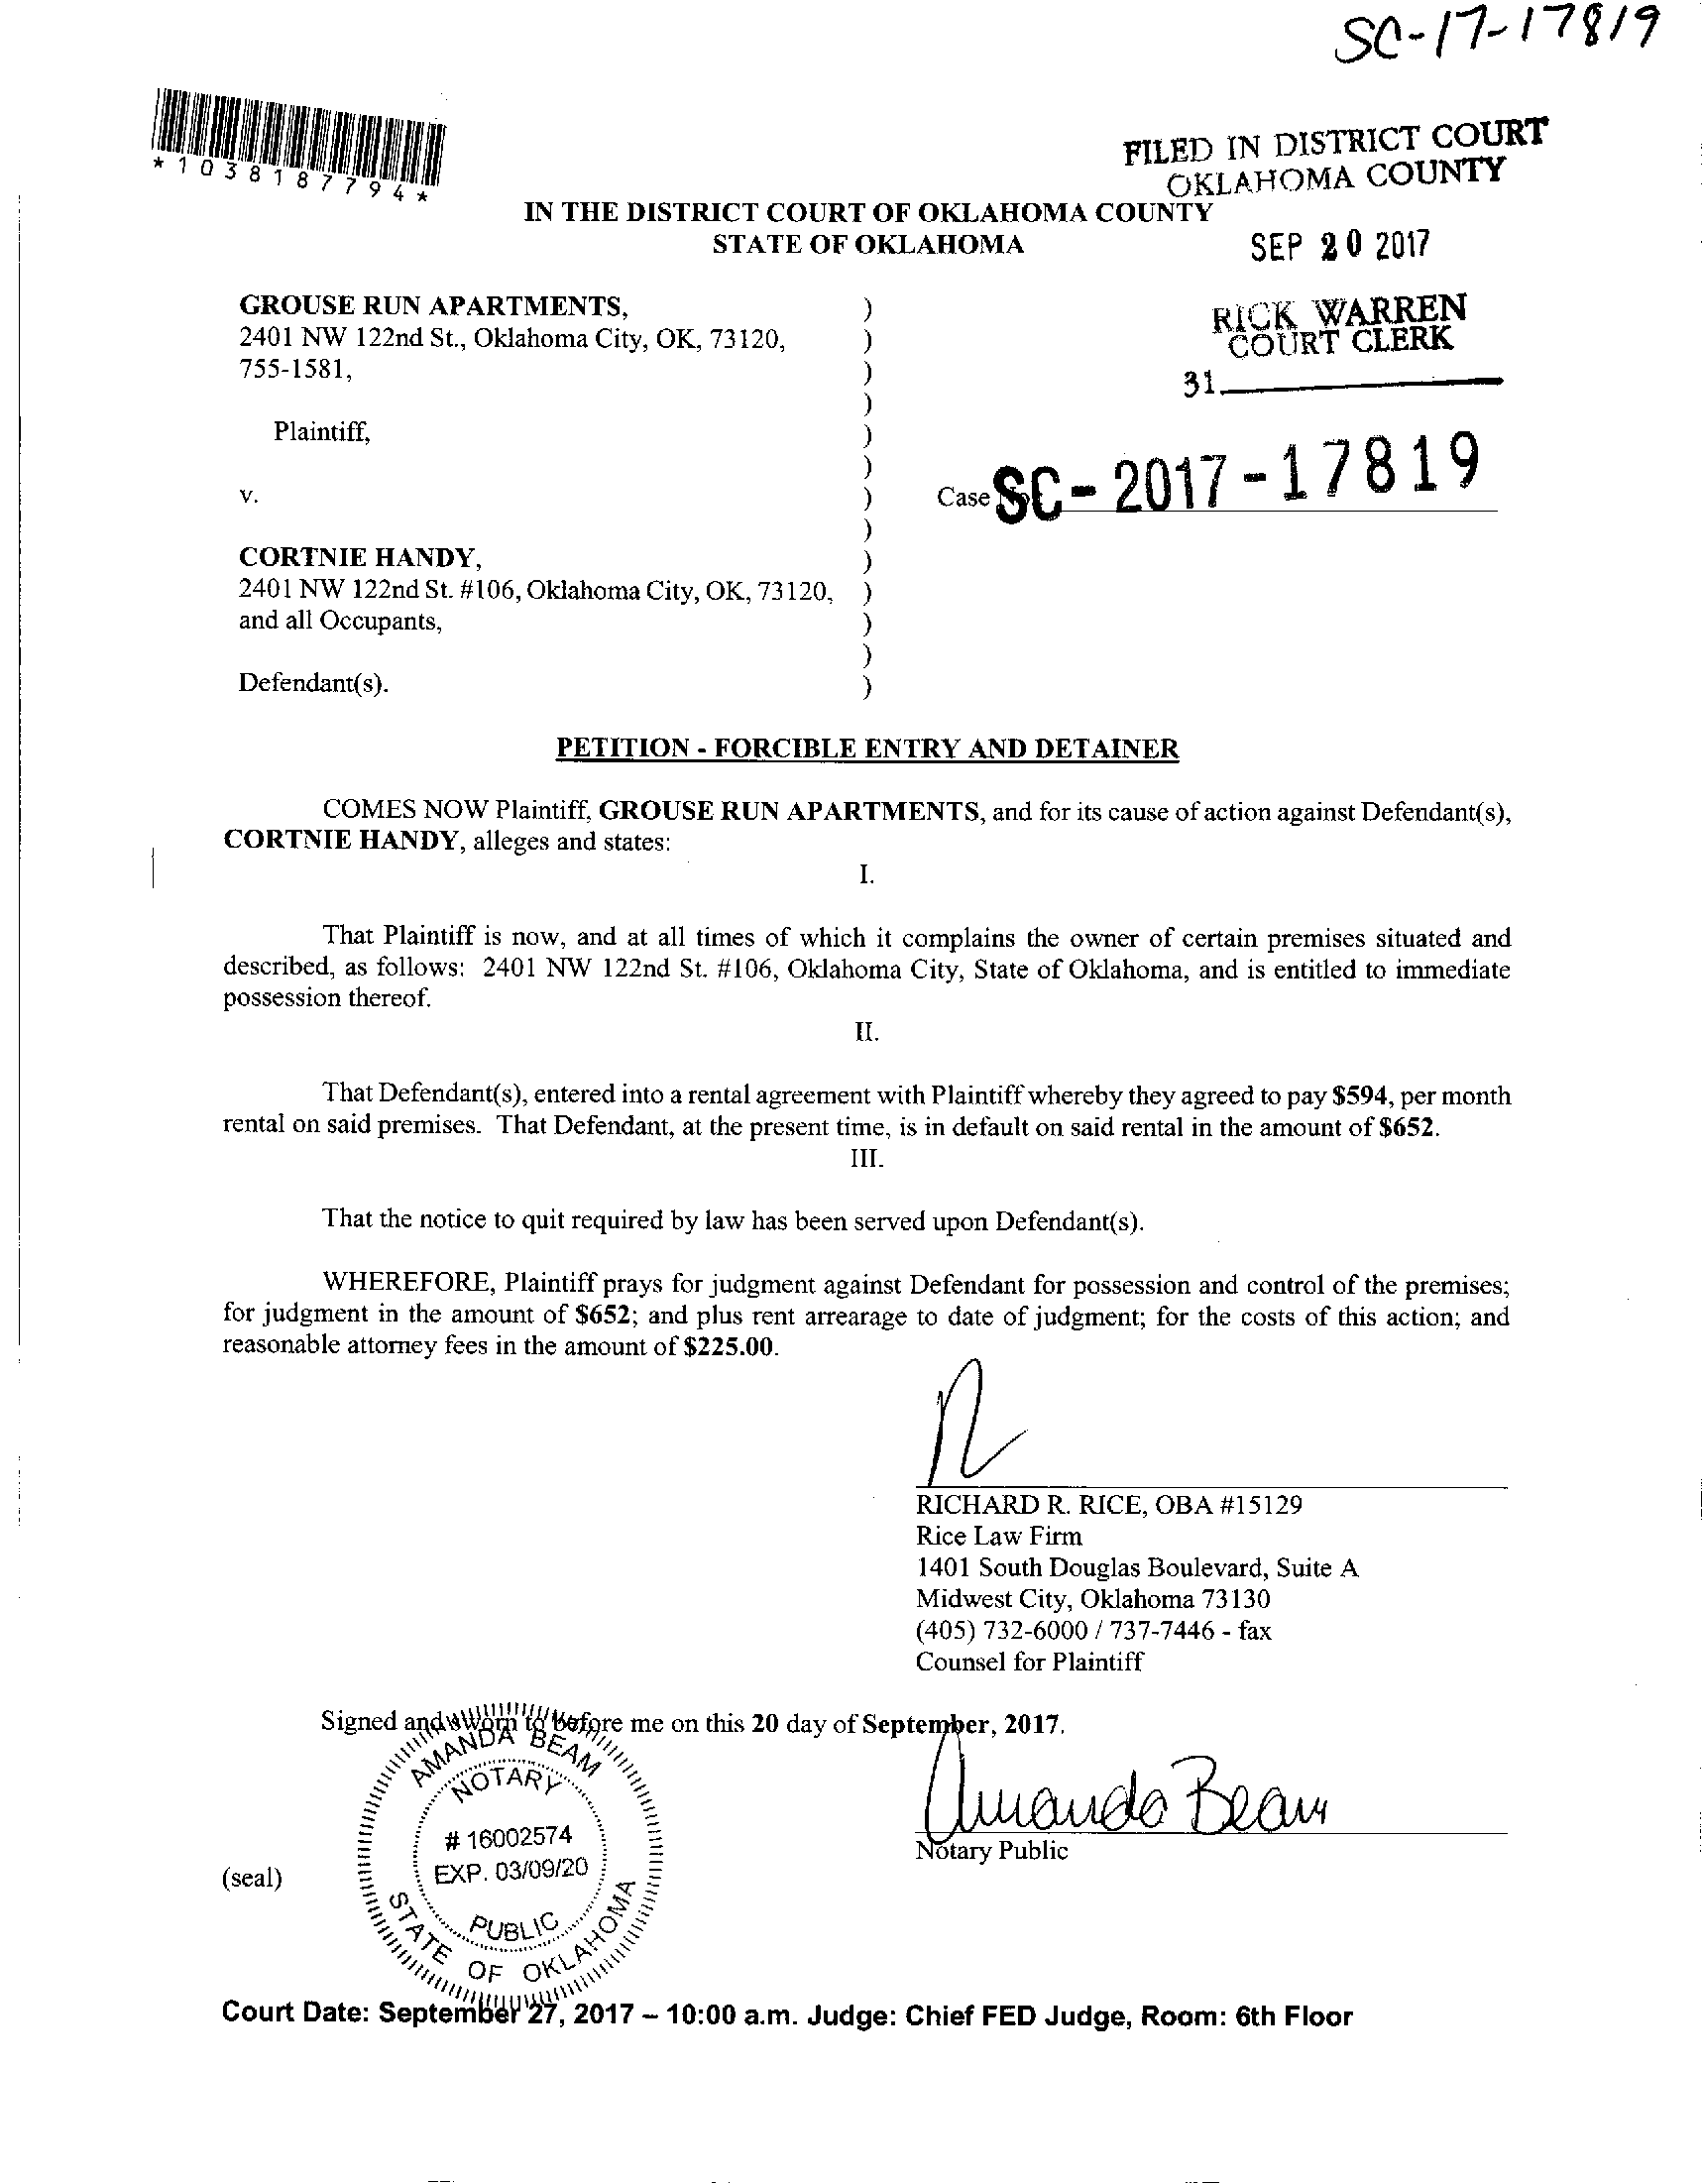 SC-17-17819
*1038187794*
FILED IN DISTRICT COURT
OKLAHOMA COUNTY
IN THE DISTRICT COURT OF OKLAHOMA COUNTY
STATE OF OKLAHOMA
SEP 20 2017
GROUSE RUN APARTMENTS, )
2401 NW 122nd St., Oklahoma City, OK, 73120, )
755-1581, )
)
Plaintiff, )
)
v. )
)
CORTNIE HANDY, )
2401 NW 122nd St. #106, Oklahoma City, OK, 73120, )
and all Occupants, )
)
Defendant(s). )
RICK WARREN
COURT CLERK
31
Case No. SC-2017-17819
PETITION - FORCIBLE ENTRY AND DETAINER
COMES NOW Plaintiff, GROUSE RUN APARTMENTS, and for its cause of action against Defendant(s),
CORTNIE HANDY, alleges and states:
I.
That Plaintiff is now, and at all times of which it complains the owner of certain premises situated and
described, as follows: 2401 NW 122nd St. #106, Oklahoma City, State of Oklahoma, and is entitled to immediate
possession thereof.
II.
That Defendant(s), entered into a rental agreement with Plaintiff whereby they agreed to pay $594, per month
rental on said premises. That Defendant, at the present time, is in default on said rental in the amount of $652.
III.
That the notice to quit required by law has been served upon Defendant(s).
WHEREFORE, Plaintiff prays for judgment against Defendant for possession and control of the premises;
for judgment in the amount of $652; and plus rent arrearage to date of judgment; for the costs of this action; and
reasonable attorney fees in the amount of $225.00.
RICHARD R. RICE, OBA #15129
Rice Law Firm
1401 South Douglas Boulevard, Suite A
Midwest City, Oklahoma 73130
(405) 732-6000 / 737-7446 - fax
Counsel for Plaintiff
Signed and sworn to before me on this 20 day of September, 2017.
Amanda Beam
Notary Public
(seal)
AMANDA BEAM
NOTARY
# 16002574
EXP. 03/09/20
PUBLIC
STATE OF OKLAHOMA
Court Date: September 27, 2017 – 10:00 a.m. Judge: Chief FED Judge, Room: 6th Floor